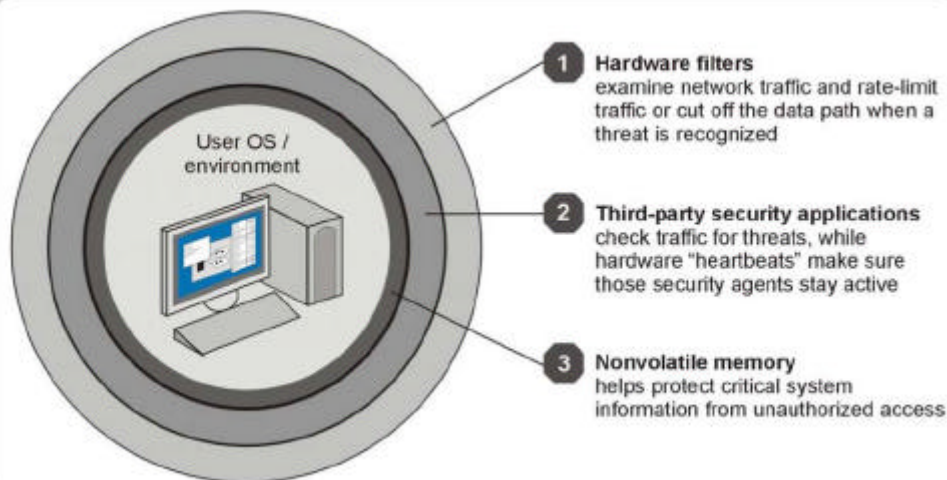 User OS /
environment
1
Hardware filters
examine network traffic and rate-limit
traffic or cut off the data path when a
threat is recognized
2
Third-party security applications
check traffic for threats, while
hardware “heartbeats” make sure
those security agents stay active
3
Nonvolatile memory
helps protect critical system
information from unauthorized access